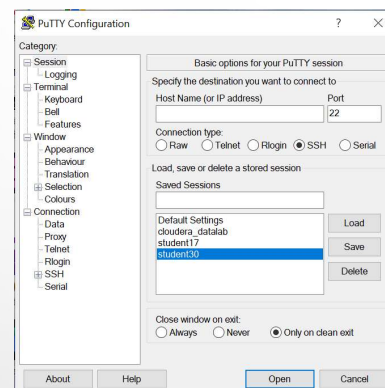 PuTTY Configuration
? X
Category:
Session
Logging
Terminal
Keyboard
Bell
Features
Window
Appearance
Behaviour
Translation
Selection
Colours
Connection
Data
Proxy
Telnet
Rlogin
SSH
Serial
Basic options for your PuTTY session
Specify the destination you want to connect to
Host Name (or IP address) Port
22
Connection type:
Raw Telnet Rlogin SSH Serial
Load, save or delete a stored session
Saved Sessions
Default Settings
cloudera_datalab
student17
student30
Load
Save
Delete
Close window on exit:
Always Never Only on clean exit
About Help Open Cancel